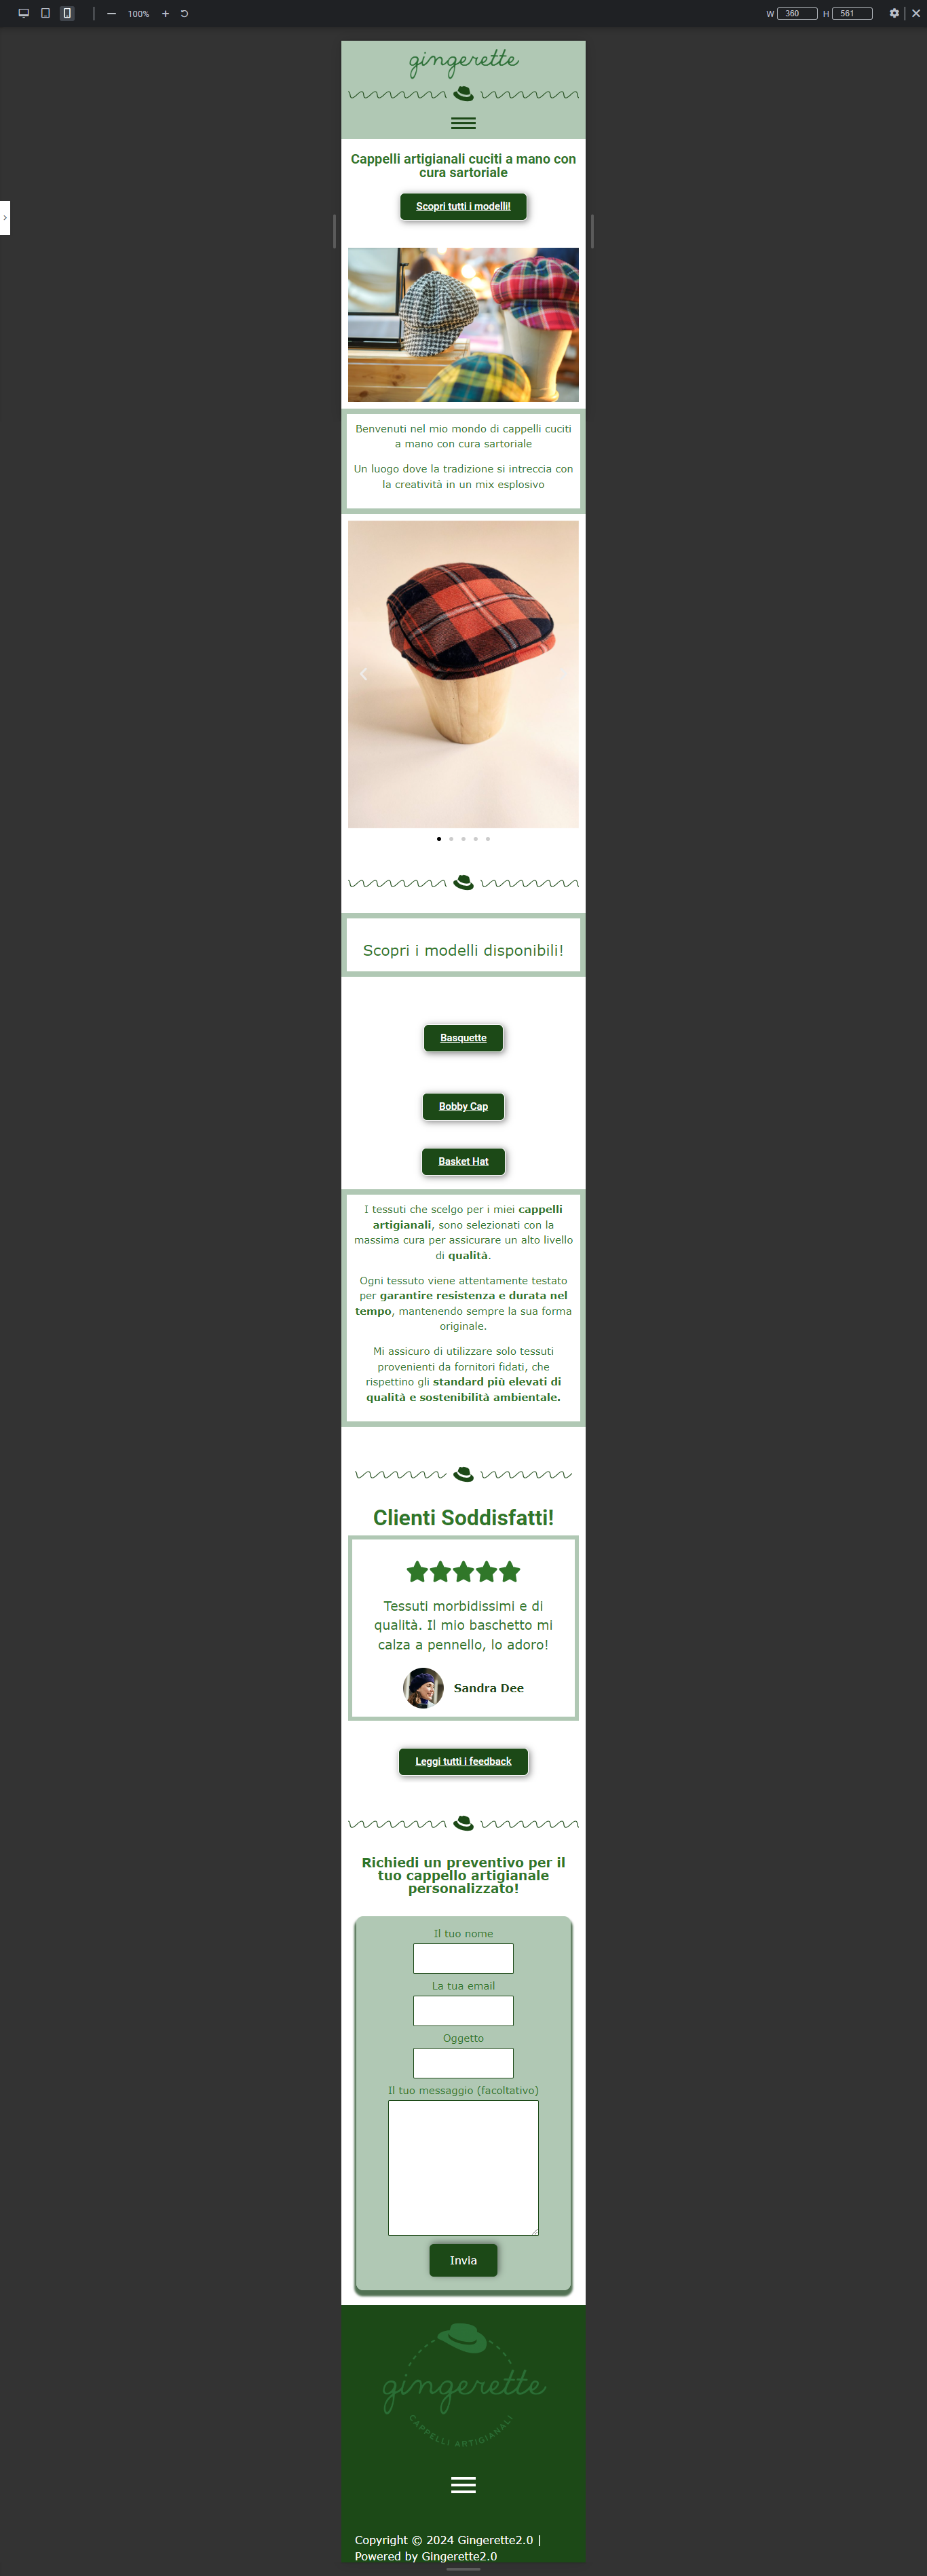 100%
W 360 H 561
gingerette
Cappelli artigianali cuciti a mano con
cura sartoriale
Scopri tutti i modelli!
Benvenuti nel mio mondo di cappelli cuciti
a mano con cura sartoriale
Un luogo dove la tradizione si intreccia con
la creatività in un mix esplosivo
Scopri i modelli disponibili!
Basquette
Bobby Cap
Basket Hat
I tessuti che scelgo per i miei cappelli
artigianali, sono selezionati con la
massima cura per assicurare un alto livello
di qualità.
Ogni tessuto viene attentamente testato
per garantire resistenza e durata nel
tempo, mantenendo sempre la sua forma
originale.
Mi assicuro di utilizzare solo tessuti
provenienti da fornitori fidati, che
rispettino gli standard più elevati di
qualità e sostenibilità ambientale.
Clienti Soddisfatti!
Tessuti morbidissimi e di
qualità. Il mio baschetto mi
calza a pennello, lo adoro!
Sandra Dee
Leggi tutti i feedback
Richiedi un preventivo per il
tuo cappello artigianale
personalizzato!
Il tuo nome
La tua email
Oggetto
Il tuo messaggio (facoltativo)
Invia
gingerette
CAPPELLI ARTIGIANALI
Copyright © 2024 Gingerette2.0 |
Powered by Gingerette2.0